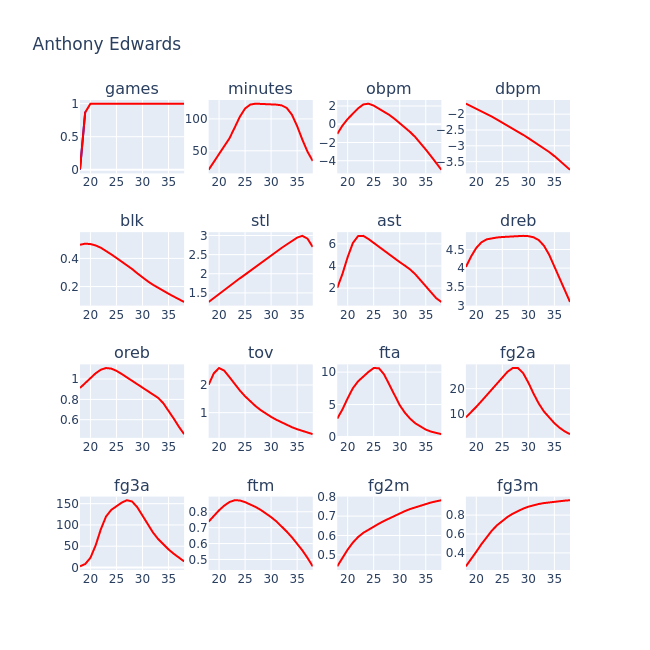 Anthony Edwards
games minutes obpm dbpm
1 0.5 0 20 25 30 35
100 50 20 25 30 35
2 0 −2 −4 20 25 30 35
−2 −2.5 −3 −3.5 20 25 30 35
blk stl ast dreb
0.4 0.2 20 25 30 35
3 2.5 2 1.5 20 25 30 35
6 4 2 20 25 30 35
4.5 4 3.5 3 20 25 30 35
oreb tov fta fg2a
1 0.8 0.6 20 25 30 35
2 1 20 25 30 35
10 5 0 20 25 30 35
20 10 20 25 30 35
fg3a ftm fg2m fg3m
150 100 50 0 20 25 30 35
0.8 0.7 0.6 0.5 20 25 30 35
0.8 0.7 0.6 0.5 20 25 30 35
0.8 0.6 0.4 20 25 30 35